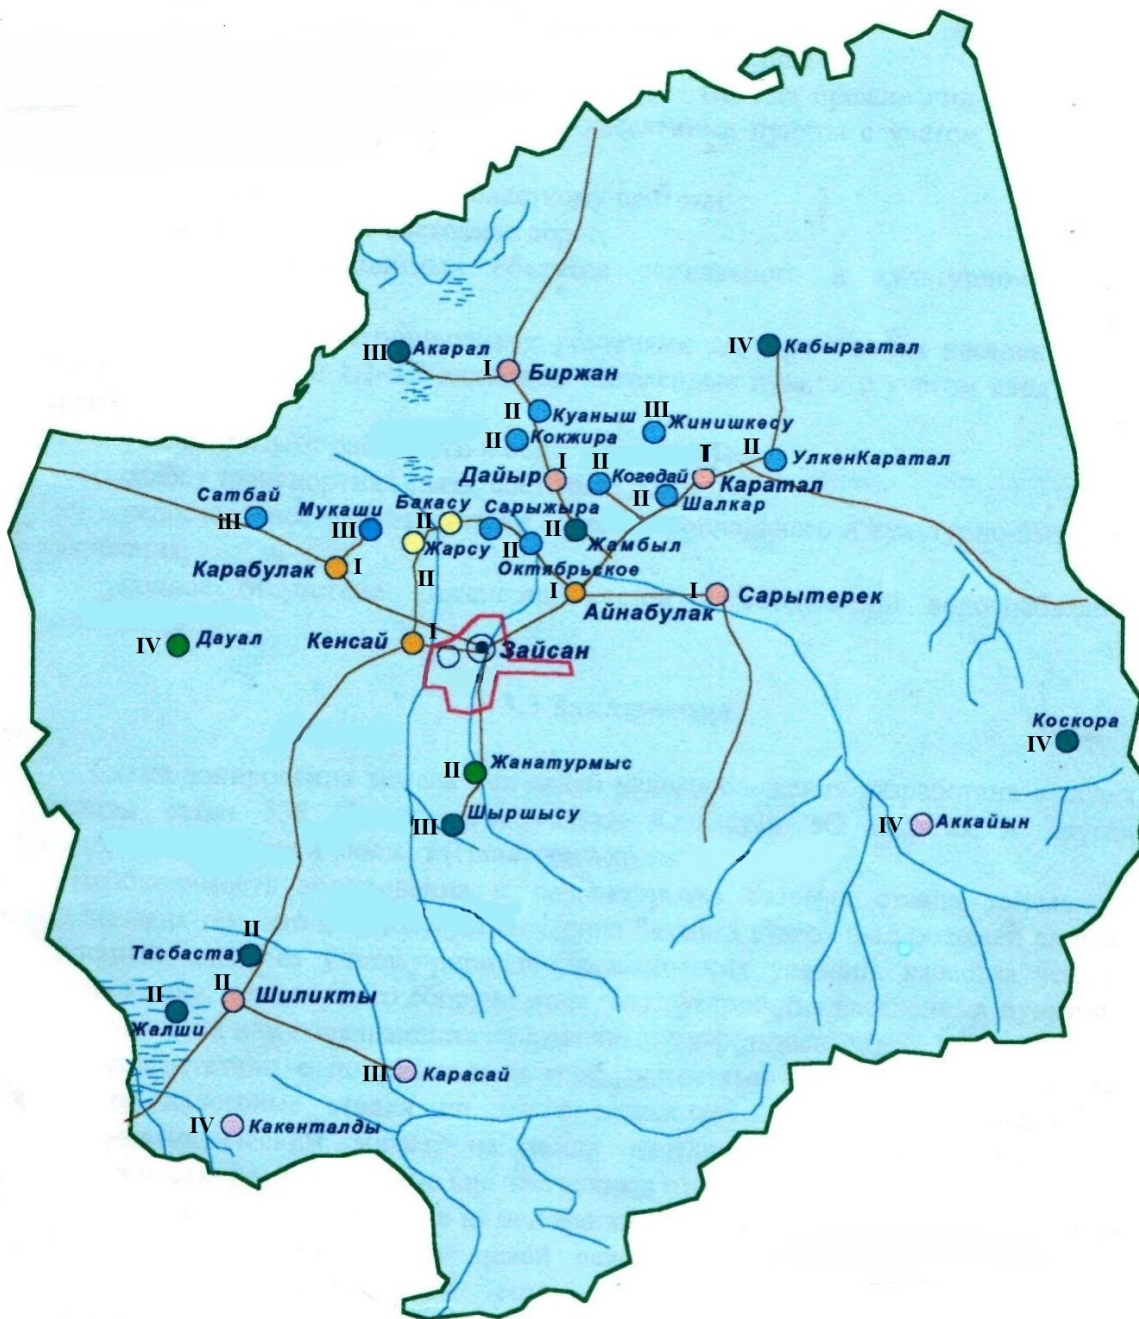 III Акарал
I Биржан
IV Кабыргатал
II Куаныш
III Жинишкесу
II Кокжира
Дайыр I
II Когедай
I Каратал
II УлкенКаратал
II Шалкар
Сатбай
III
Мукаши
III
Бакасу
II
Сарыжыра
Жарсу
II
II Жамбыл
II
Октябрьское
Карабулак I
I Айнабулак
I Сарытерек
IV Дауал
Кенсай I
Зайсан
Коскора
IV
II Жанатурмыс
III Шыршысу
IV Аккайын
II
Тасбастау
II Шиликты
II
Жалши
III Карасай
IV Какенталды